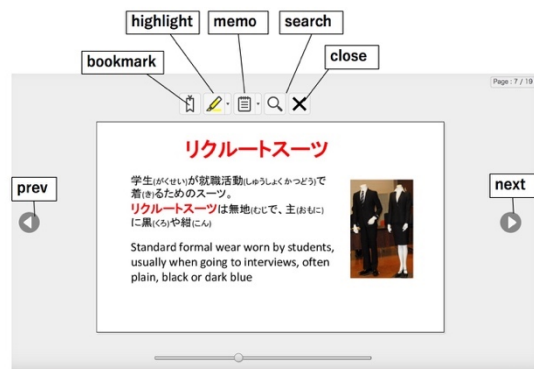 highlight
memo
search
bookmark
close
Page : 7 / 19
リクルートスーツ
学生(がくせい)が就職活動(しゅうしょくかつどう)で
着(き)るためのスーツ。
リクルートスーツは無地(むじで、主(おもに)
に黒(くろ)や紺(こん)
Standard formal wear worn by students,
usually when going to interviews, often
plain, black or dark blue
prev
next